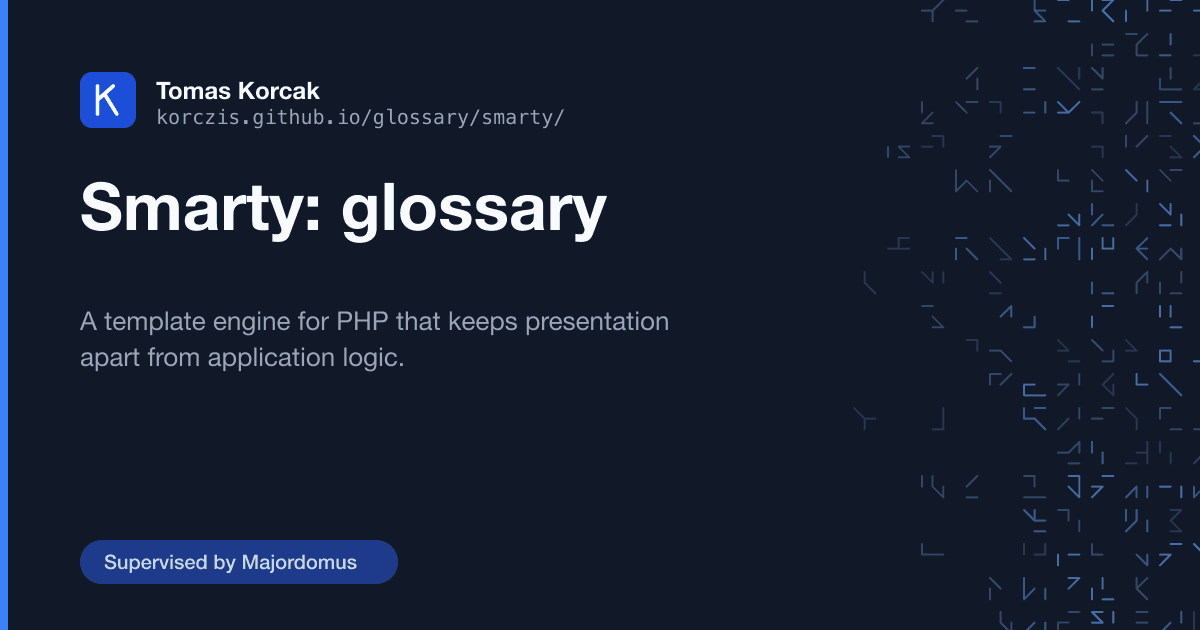 K
Tomas Korcak
korczis.github.io/glossary/smarty/
Smarty: glossary
A template engine for PHP that keeps presentation
apart from application logic.
Supervised by Majordomus